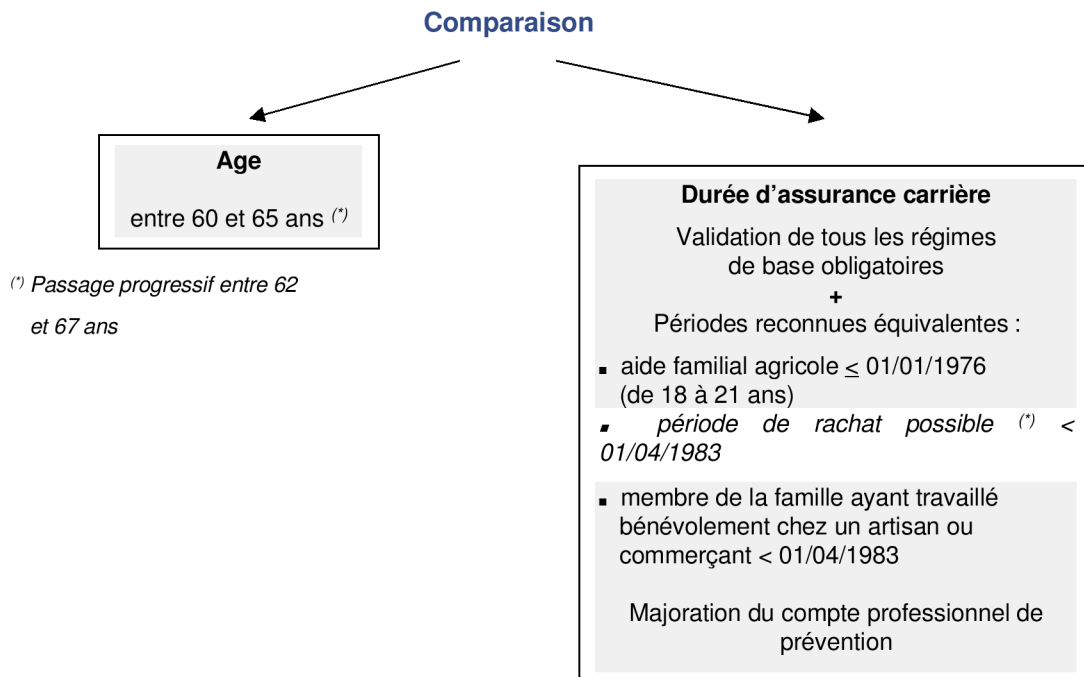 Comparaison
Age
entre 60 et 65 ans (*)
(*) Passage progressif entre 62
et 67 ans
Durée d’assurance carrière
Validation de tous les régimes
de base obligatoires
+
Périodes reconnues équivalentes :
▪ aide familial agricole ≤ 01/01/1976
(de 18 à 21 ans)
▪ période de rachat possible (*) <
01/04/1983
▪ membre de la famille ayant travaillé
bénévolement chez un artisan ou
commerçant < 01/04/1983
Majoration du compte professionnel de
prévention